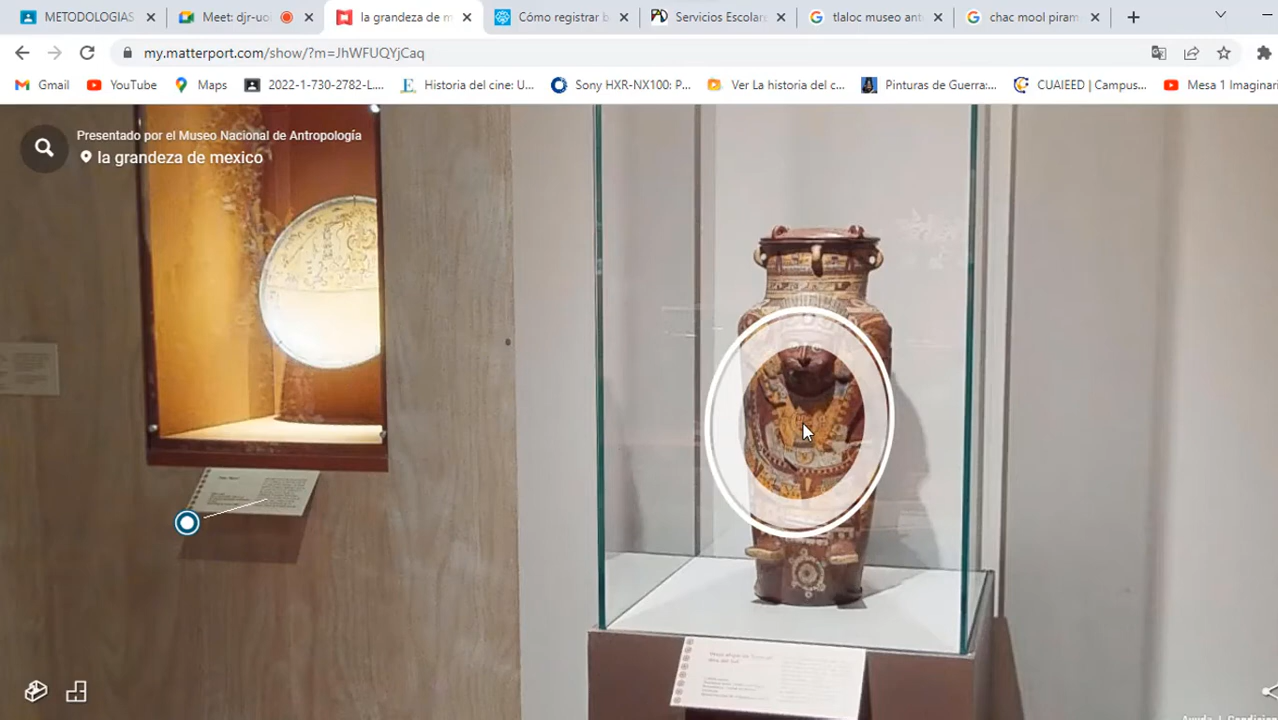 METODOLOGIAS
Meet: djr-uoi
la grandeza de m
Cómo registrar b
Servicios Escolare
tlaloc museo ant
chac mool piram
my.matterport.com/show/?m=JhWFUQYjCaq
Gmail
YouTube
Maps
2022-1-730-2782-L...
Historia del cine: U...
Sony HXR-NX100: P...
Ver La historia del c...
Pinturas de Guerra:...
CUAIEED | Campus...
Mesa 1 Imaginari
Presentado por el Museo Nacional de Antropología
la grandeza de mexico